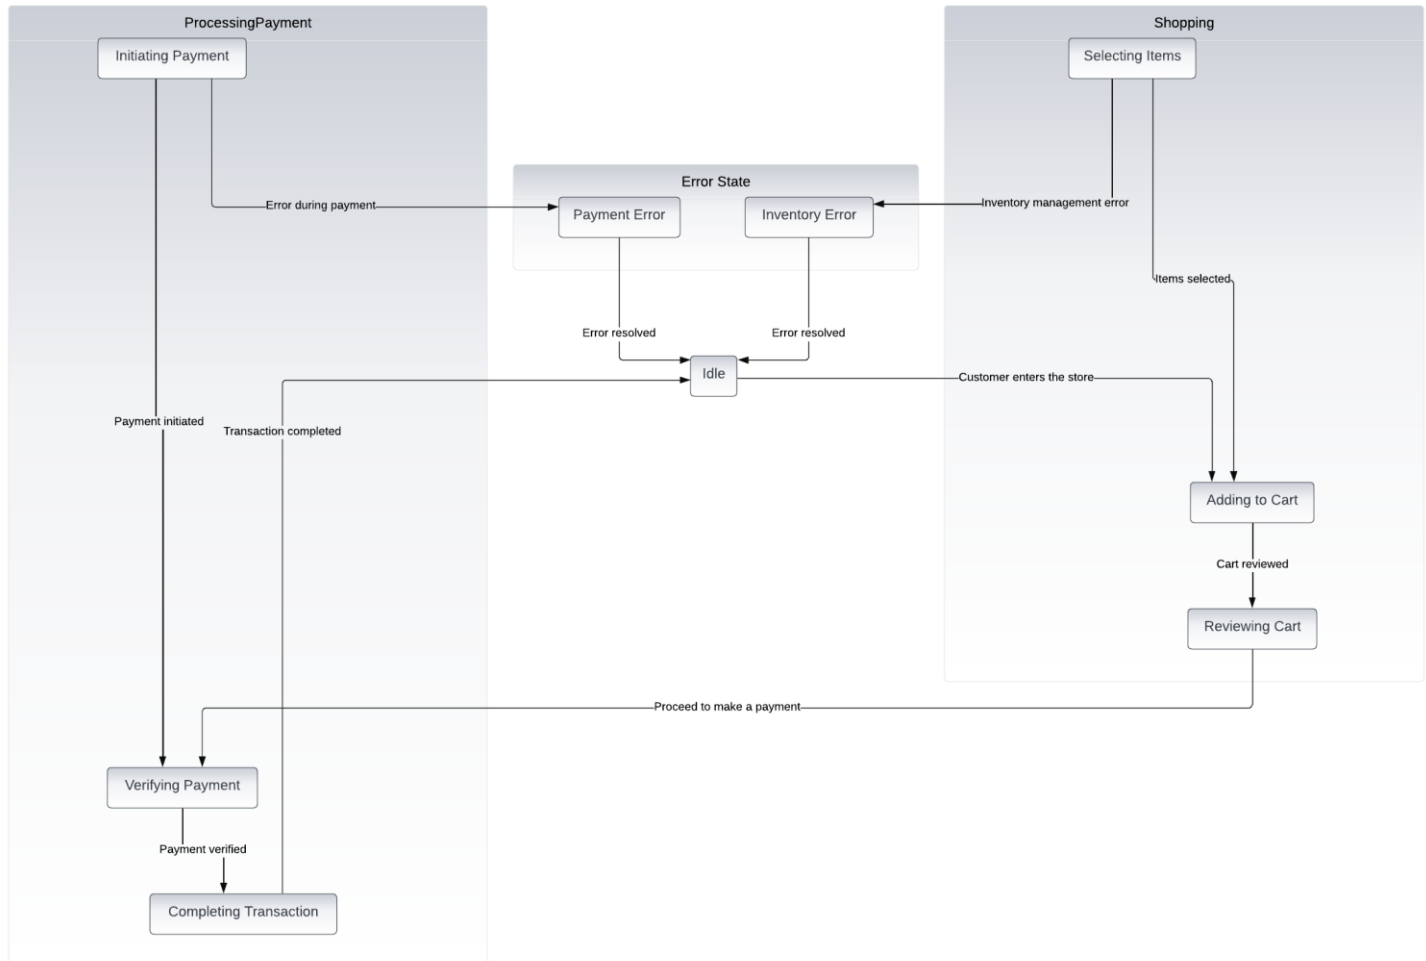 ProcessingPayment
Shopping
Initiating Payment
Selecting Items
Error State
Error during payment
Payment Error
Inventory Error
Inventory management error
Items selected
Error resolved
Error resolved
Idle
Customer enters the store
Payment initiated
Transaction completed
Adding to Cart
Cart reviewed
Reviewing Cart
Proceed to make a payment
Verifying Payment
Payment verified
Completing Transaction